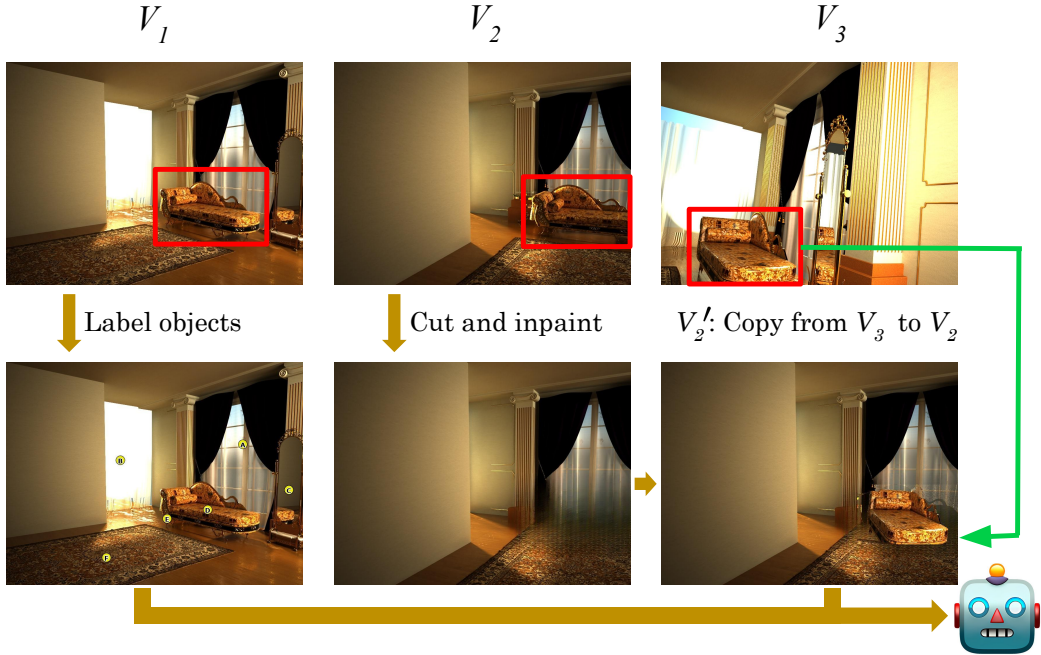 V1
V2
V3
Label objects
Cut and inpaint
V2′: Copy from V3 to V2
A
B
C
D
E
F